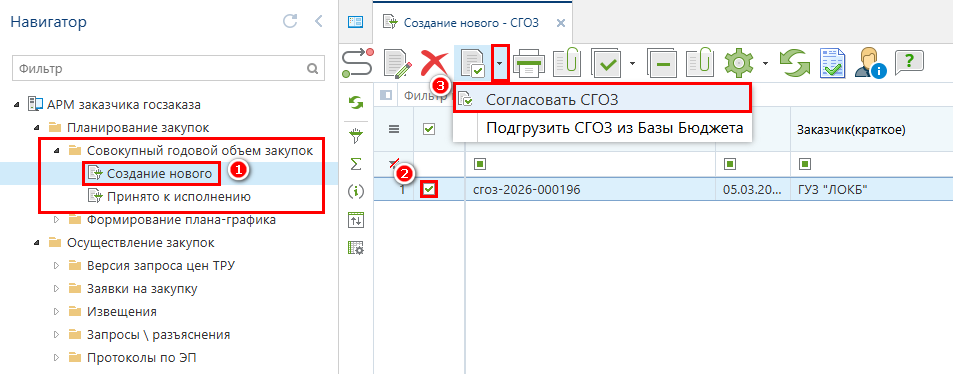 Навигатор
Фильтр
АРМ заказчика госзаказа
Планирование закупок
Совокупный годовой объем закупок
Создание нового
1
Принято к исполнению
Формирование плана-графика
Осуществление закупок
Версия запроса цен ТРУ
Заявки на закупку
Извещения
Запросы \ разъяснения
Протоколы по ЭП
Создание нового - СГОЗ
3
Фильтр
Согласовать СГОЗ
Подгрузить СГОЗ из Базы Бюджета
Заказчик(краткое)
2
1
сгоз-2026-000196
05.03.20...
ГУЗ "ЛОКБ"